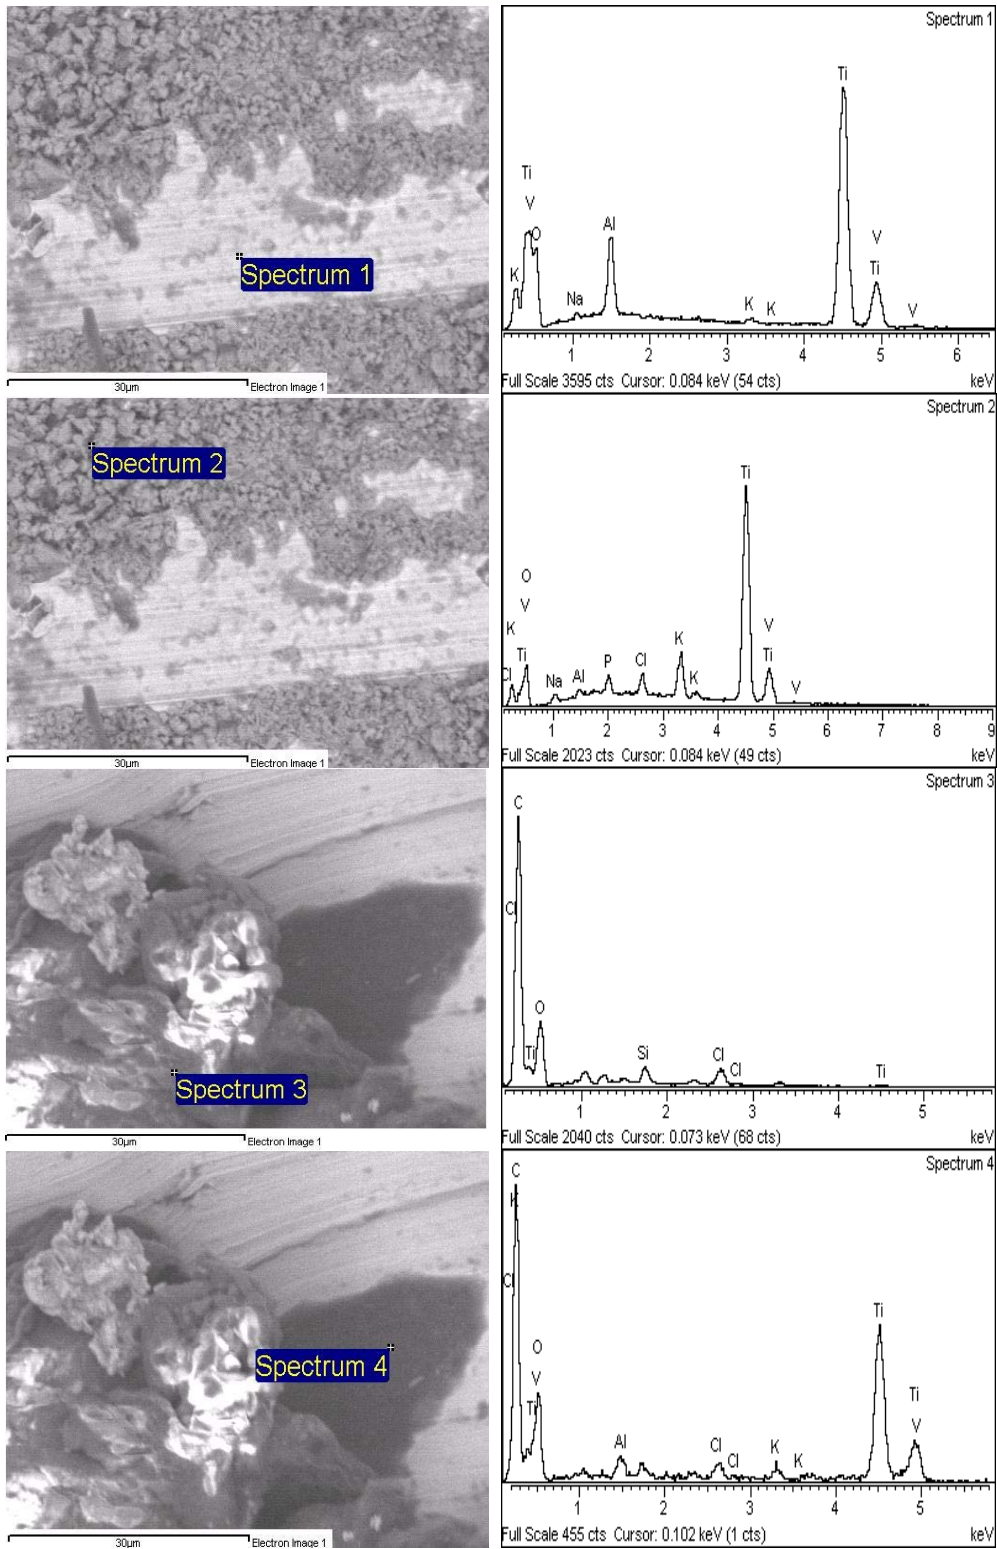 Spectrum 1
30µm
Electron Image 1
Spectrum 1
Ti
Ti
V
O
Al
V
Ti
K
Na
K
K
V
1 2 3 4 5 6
Full Scale 3595 cts Cursor: 0.084 keV (54 cts)
keV
Spectrum 2
30µm
Electron Image 1
Spectrum 2
Ti
O
V
K
V
K
Ti
P
Cl
Ti
Cl
Na
Al
K
V
1 2 3 4 5 6 7 8 9
Full Scale 2023 cts Cursor: 0.084 keV (49 cts)
keV
Spectrum 3
30µm
Electron Image 1
Spectrum 3
C
Cl
O
Ti
Si
Cl
Cl
Ti
1 2 3 4 5
Full Scale 2040 cts Cursor: 0.073 keV (68 cts)
keV
Spectrum 4
30µm
Electron Image 1
Spectrum 4
C
K
Cl
Ti
O
V
Ti
Ti
V
Al
Cl
Cl
K
K
1 2 3 4 5
Full Scale 455 cts Cursor: 0.102 keV (1 cts)
keV